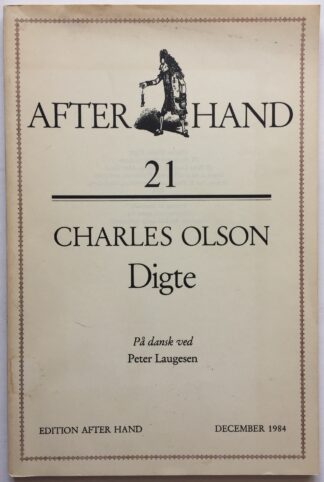 AFTER HAND
21
CHARLES OLSON
Digte
På dansk ved
Peter Laugesen
EDITION AFTER HAND DECEMBER 1984